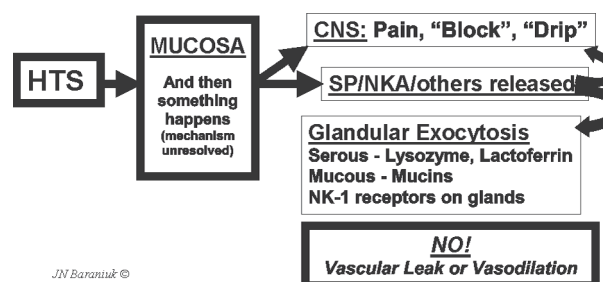 HTS
MUCOSA
And then
something
happens
(mechanism
unresolved)
CNS: Pain, “Block”, “Drip”
SP/NKA/others released
Glandular Exocytosis
Serous - Lysozyme, Lactoferrin
Mucous - Mucins
NK-1 receptors on glands
NO!
Vascular Leak or Vasodilation
JN Baraniuk ©